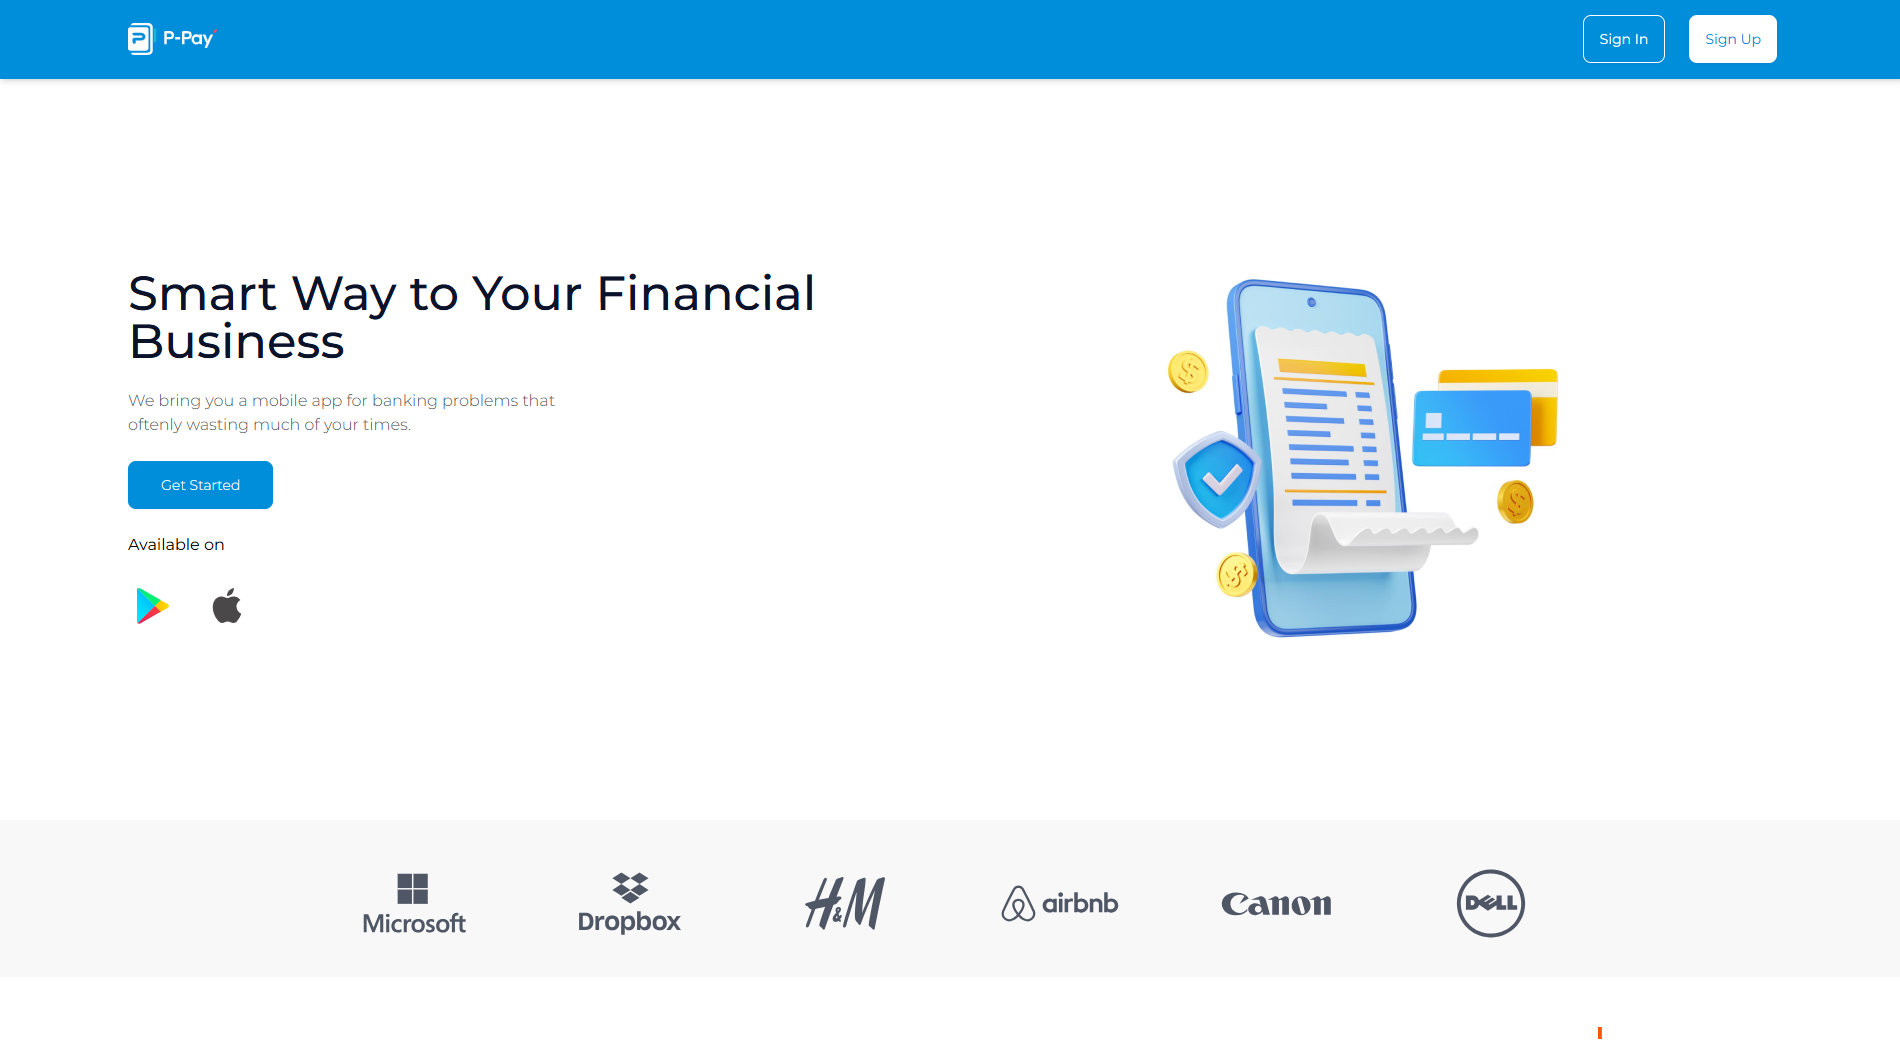 P-Pay
Sign In
Sign Up
Smart Way to Your Financial
Business
We bring you a mobile app for banking problems that
oftenly wasting much of your times.
Get Started
Available on
Microsoft
Dropbox
H&M
airbnb
Canon
DELL